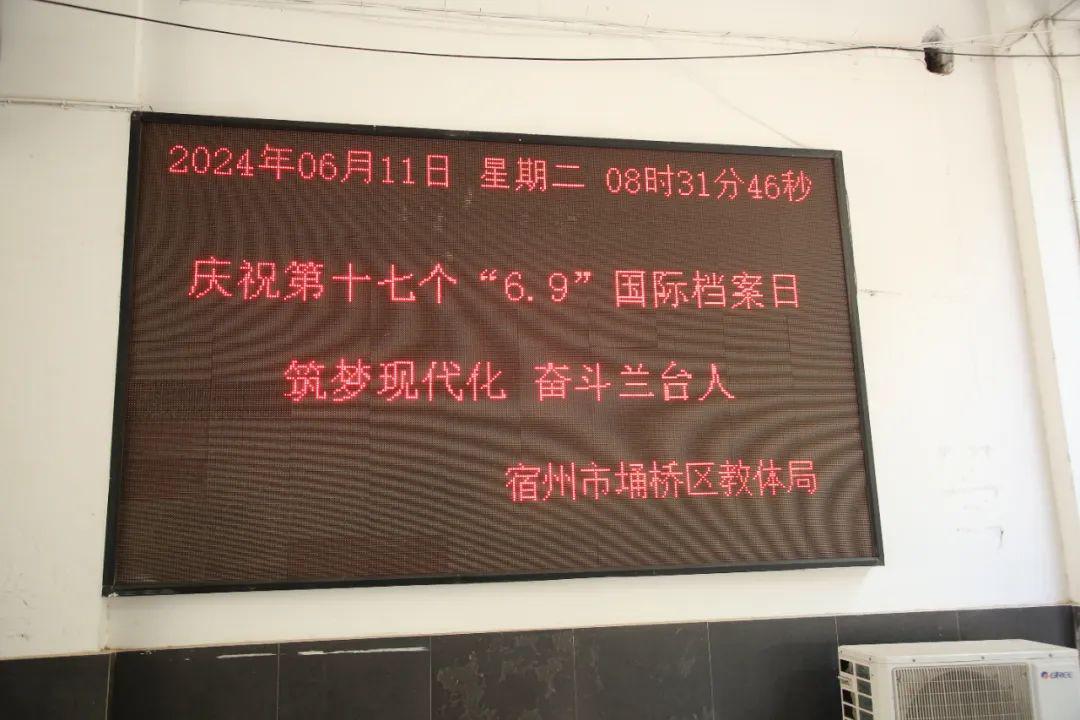 2024年06月11日 星期二 08时31分46秒
庆祝第十七个“6.9”国际档案日
筑梦现代化 奋斗兰台人
宿州市埇桥区教体局
GREE